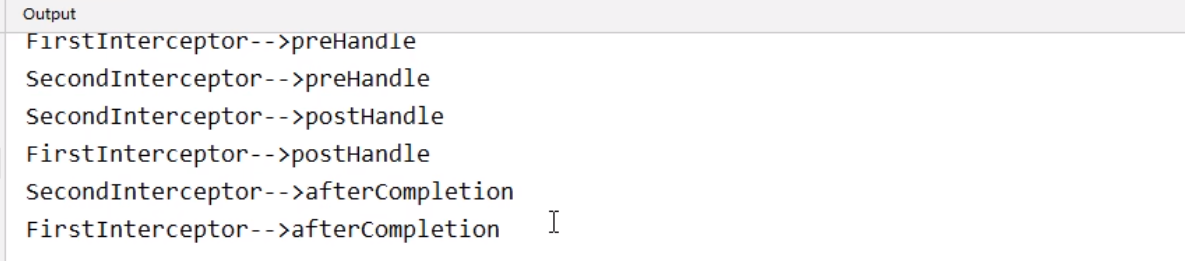 Output
FirstInterceptor-->preHandle
SecondInterceptor-->preHandle
SecondInterceptor-->postHandle
FirstInterceptor-->postHandle
SecondInterceptor-->afterCompletion
FirstInterceptor-->afterCompletion